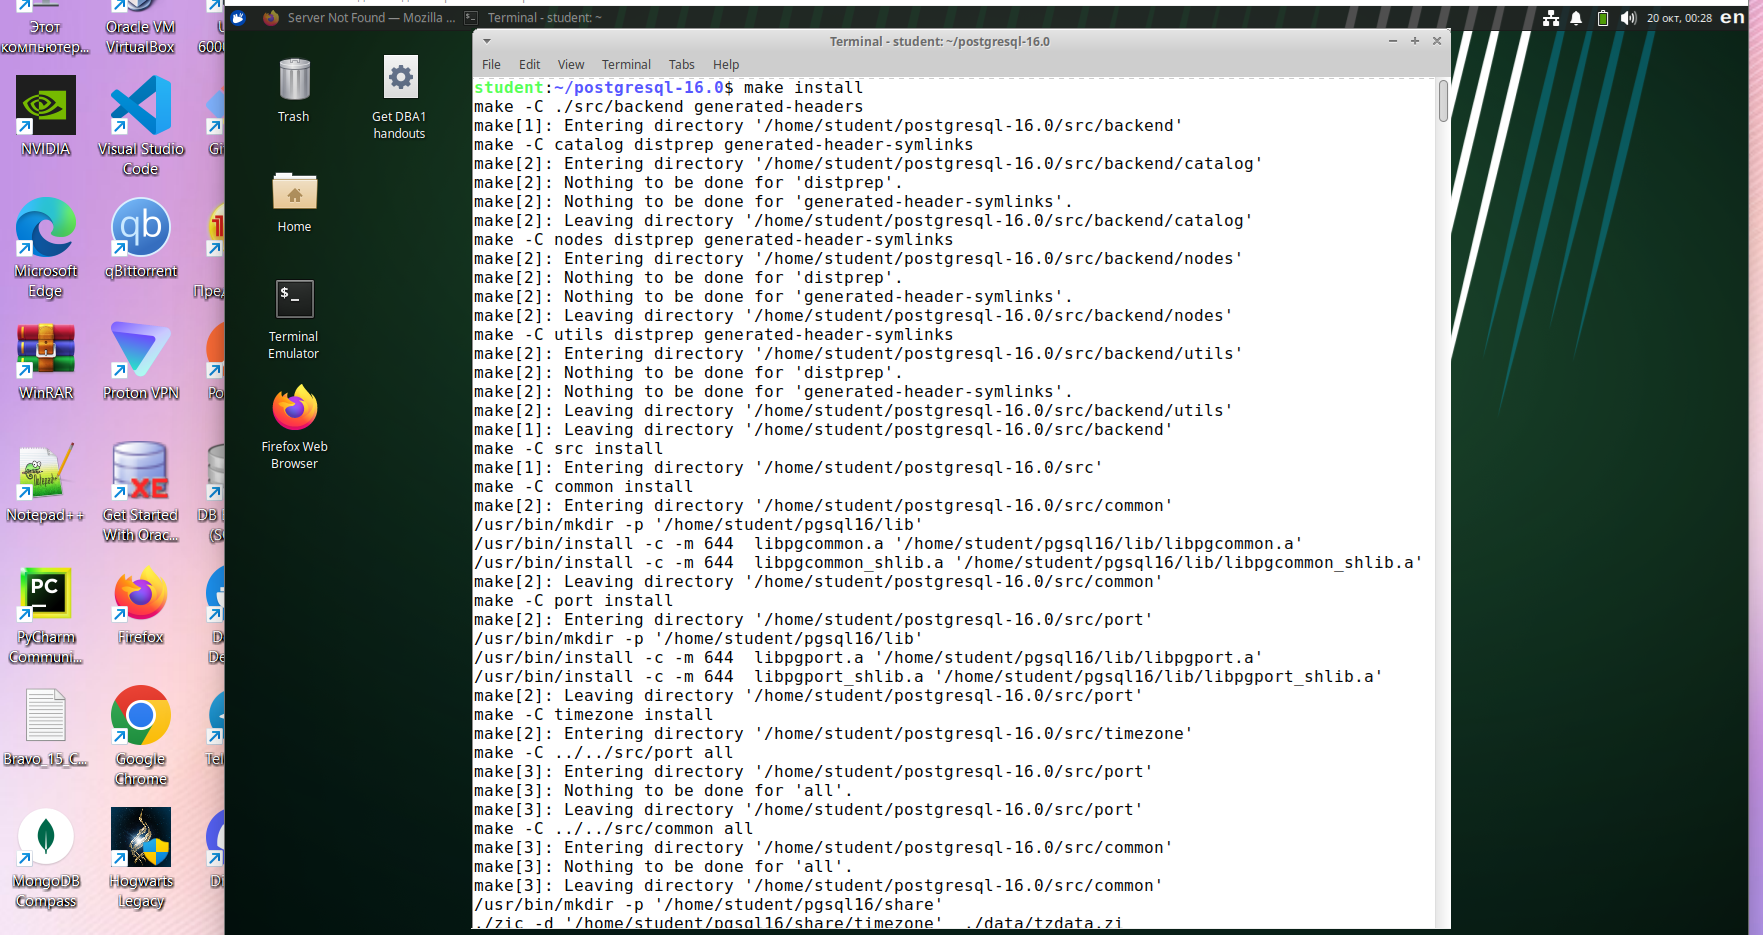 Этот
компьютер...
Oracle VM
VirtualBox
600
NVIDIA
Visual Studio
Code
Gi
Microsoft
Edge
qBittorrent
Пре
WinRAR
Proton VPN
Po
Notepad++
Get Started
With Orac...
DB
(S
PyCharm
Communi...
Firefox
D
De
Bravo_15_C...
Google
Chrome
Tel
MongoDB
Compass
Hogwarts
Legacy
Di
Server Not Found — Mozilla ...
Terminal - student: ~
20 окт, 00:28
en
Trash
Get DBA1
handouts
Home
Terminal
Emulator
Firefox Web
Browser
Terminal - student: ~/postgresql-16.0
File Edit View Terminal Tabs Help
student:~/postgresql-16.0$ make install
make -C ./src/backend generated-headers
make[1]: Entering directory '/home/student/postgresql-16.0/src/backend'
make -C catalog distprep generated-header-symlinks
make[2]: Entering directory '/home/student/postgresql-16.0/src/backend/catalog'
make[2]: Nothing to be done for 'distprep'.
make[2]: Nothing to be done for 'generated-header-symlinks'.
make[2]: Leaving directory '/home/student/postgresql-16.0/src/backend/catalog'
make -C nodes distprep generated-header-symlinks
make[2]: Entering directory '/home/student/postgresql-16.0/src/backend/nodes'
make[2]: Nothing to be done for 'distprep'.
make[2]: Nothing to be done for 'generated-header-symlinks'.
make[2]: Leaving directory '/home/student/postgresql-16.0/src/backend/nodes'
make -C utils distprep generated-header-symlinks
make[2]: Entering directory '/home/student/postgresql-16.0/src/backend/utils'
make[2]: Nothing to be done for 'distprep'.
make[2]: Nothing to be done for 'generated-header-symlinks'.
make[2]: Leaving directory '/home/student/postgresql-16.0/src/backend/utils'
make[1]: Leaving directory '/home/student/postgresql-16.0/src/backend'
make -C src install
make[1]: Entering directory '/home/student/postgresql-16.0/src'
make -C common install
make[2]: Entering directory '/home/student/postgresql-16.0/src/common'
/usr/bin/mkdir -p '/home/student/pgsql16/lib'
/usr/bin/install -c -m 644  libpgcommon.a '/home/student/pgsql16/lib/libpgcommon.a'
/usr/bin/install -c -m 644  libpgcommon_shlib.a '/home/student/pgsql16/lib/libpgcommon_shlib.a'
make[2]: Leaving directory '/home/student/postgresql-16.0/src/common'
make -C port install
make[2]: Entering directory '/home/student/postgresql-16.0/src/port'
/usr/bin/mkdir -p '/home/student/pgsql16/lib'
/usr/bin/install -c -m 644  libpgport.a '/home/student/pgsql16/lib/libpgport.a'
/usr/bin/install -c -m 644  libpgport_shlib.a '/home/student/pgsql16/lib/libpgport_shlib.a'
make[2]: Leaving directory '/home/student/postgresql-16.0/src/port'
make -C timezone install
make[2]: Entering directory '/home/student/postgresql-16.0/src/timezone'
make -C ../../src/port all
make[3]: Entering directory '/home/student/postgresql-16.0/src/port'
make[3]: Nothing to be done for 'all'.
make[3]: Leaving directory '/home/student/postgresql-16.0/src/port'
make -C ../../src/common all
make[3]: Entering directory '/home/student/postgresql-16.0/src/common'
make[3]: Nothing to be done for 'all'.
make[3]: Leaving directory '/home/student/postgresql-16.0/src/common'
/usr/bin/mkdir -p '/home/student/pgsql16/share'
./zic -d '/home/student/pgsql16/share/timezone'  ./data/tzdata.zi